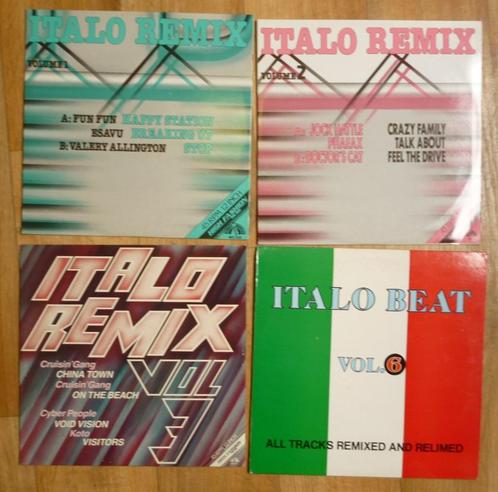 ITALO REMIX
VOLUME 1
A: FUN FUN HAPPY STATION
ESAVU BREAKING UP
B: VALERY ALLINGTON STOP
ITALO REMIX
VOLUME 2
JOCK HATTLE CRAZY FAMILY
PHARAX TALK ABOUT
B: DOCTOR'S CAT FEEL THE DRIVE
ITALO REMIX VOL 3
Cruisin' Gang
CHINA TOWN
Cruisin' Gang
ON THE BEACH
Cyber People
VOID VISION
Koto
VISITORS
ITALO BEAT
VOL. 6
ALL TRACKS REMIXED AND RELIMED